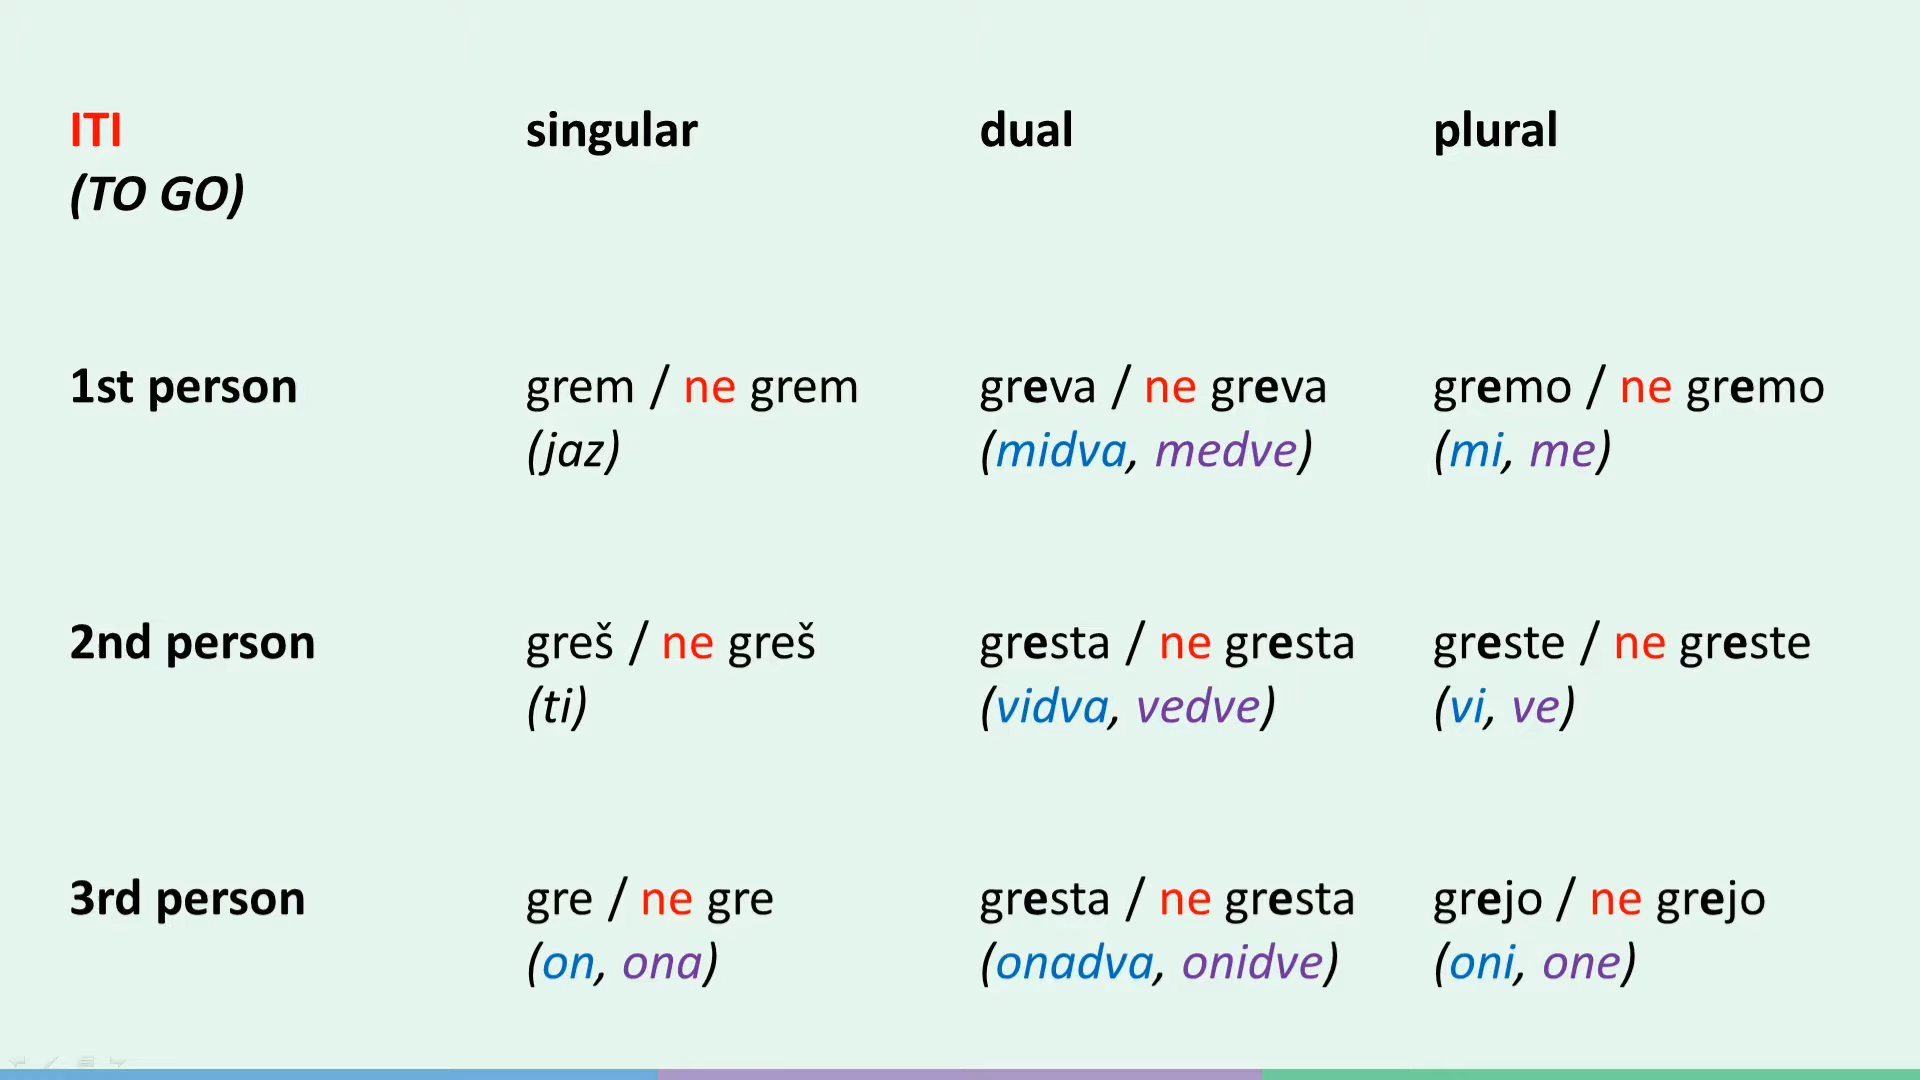 ITI singular dual plural
(TO GO)
1st person grem / ne grem greva / ne greva gremo / ne gremo
(jaz) (midva, medve) (mi, me)
2nd person greš / ne greš gresta / ne gresta greste / ne greste
(ti) (vidva, vedve) (vi, ve)
3rd person gre / ne gre gresta / ne gresta grejo / ne grejo
(on, ona) (onadva, onidve) (oni, one)